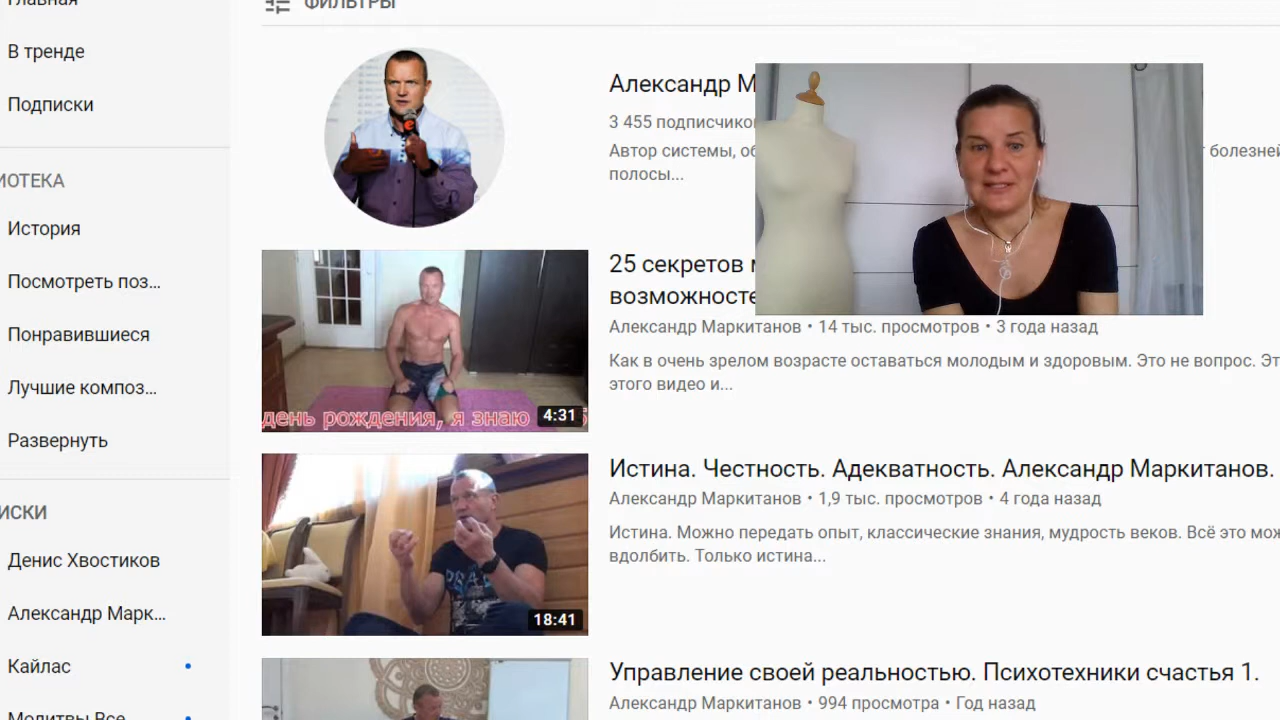 Главная
ФИЛЬТРЫ
В тренде
Подписки
ИОТЕКА
История
Посмотреть поз...
Понравившиеся
Лучшие композ...
Развернуть
ИСКИ
Денис Хвостиков
Александр Марк...
Кайлас
Молитвы Все
Александр М
3 455 подписчико
Автор системы, об
т болезней
полосы...
25 секретов
возможносте
Александр Маркитанов • 14 тыс. просмотров • 3 года назад
Как в очень зрелом возрасте оставаться молодым и здоровым. Это не вопрос. Эт
этого видео и...
день рождения, я знаю
4:31
Истина. Честность. Адекватность. Александр Маркитанов.
Александр Маркитанов • 1,9 тыс. просмотров • 4 года назад
Истина. Можно передать опыт, классические знания, мудрость веков. Всё это мож
вдолбить. Только истина...
18:41
Управление своей реальностью. Психотехники счастья 1.
Александр Маркитанов • 994 просмотра • Год назад